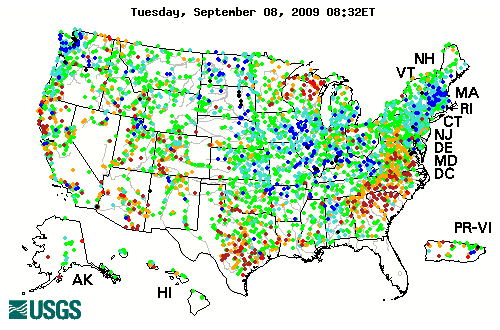 Tuesday, September 08, 2009 08:32ET
NH
VT
MA
RI
CT
NJ
DE
MD
DC
PR-VI
AK
HI
USGS